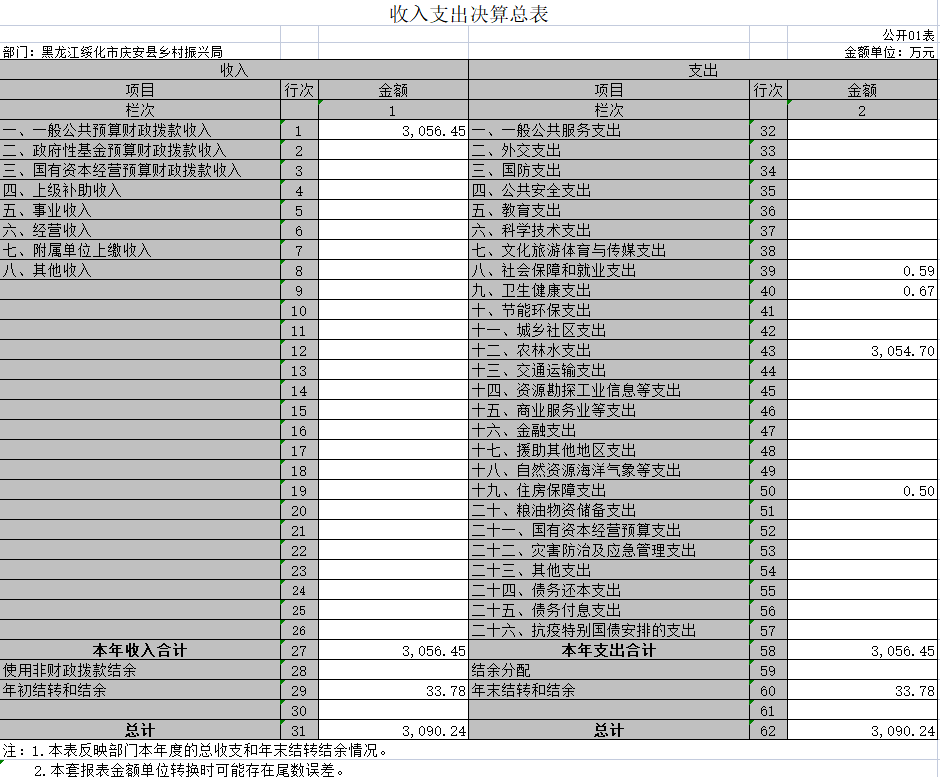 收入支出决算总表
公开01表
部门：黑龙江绥化市庆安县乡村振兴局 金额单位：万元
收入 支出
项目 行次 金额 项目 行次 金额
栏次 1 栏次 2
一、一般公共预算财政拨款收入 1 3,056.45 一、一般公共服务支出 32
二、政府性基金预算财政拨款收入 2 二、外交支出 33
三、国有资本经营预算财政拨款收入 3 三、国防支出 34
四、上级补助收入 4 四、公共安全支出 35
五、事业收入 5 五、教育支出 36
六、经营收入 6 六、科学技术支出 37
七、附属单位上缴收入 7 七、文化旅游体育与传媒支出 38
八、其他收入 8 八、社会保障和就业支出 39 0.59
9 九、卫生健康支出 40 0.67
10 十、节能环保支出 41
11 十一、城乡社区支出 42
12 十二、农林水支出 43 3,054.70
13 十三、交通运输支出 44
14 十四、资源勘探工业信息等支出 45
15 十五、商业服务业等支出 46
16 十六、金融支出 47
17 十七、援助其他地区支出 48
18 十八、自然资源海洋气象等支出 49
19 十九、住房保障支出 50 0.50
20 二十、粮油物资储备支出 51
21 二十一、国有资本经营预算支出 52
22 二十二、灾害防治及应急管理支出 53
23 二十三、其他支出 54
24 二十四、债务还本支出 55
25 二十五、债务付息支出 56
26 二十六、抗疫特别国债安排的支出 57
本年收入合计 27 3,056.45 本年支出合计 58 3,056.45
使用非财政拨款结余 28 结余分配 59
年初结转和结余 29 33.78 年末结转和结余 60 33.78
30 61
总计 31 3,090.24 总计 62 3,090.24
注：1.本表反映部门本年度的总收支和年末结转结余情况。
2.本套报表金额单位转换时可能存在尾数误差。